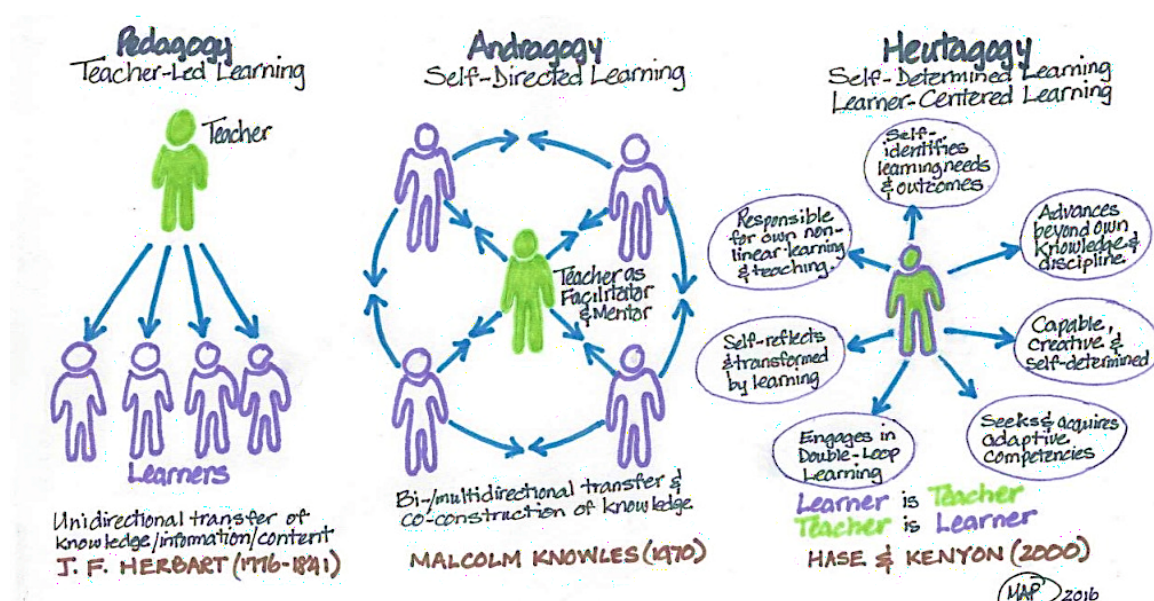 Pedagogy
Teacher-Led Learning
Teacher
Learners
Unidirectional transfer of
knowledge/information/content
J. F. HERBART (1776-1841)
Andragogy
Self-Directed Learning
Teacher as
Facilitator
& Mentor
Bi-/multidirectional transfer &
co-construction of knowledge
MALCOLM KNOWLES (1970)
Heutagogy
Self-Determined Learning
Learner-Centered Learning
Self-
identifies
learning needs
& outcomes
Responsible
for own non-
linear learning
& teaching.
Advances
beyond own
knowledge &
discipline.
Self-reflects
& transformed
by learning
Capable,
creative &
self-determined
Engages in
Double-Loop
Learning
Seeks & acquires
adaptive
competencies
Learner is Teacher
Teacher is Learner
HASE & KENYON (2000)
MAP 2016